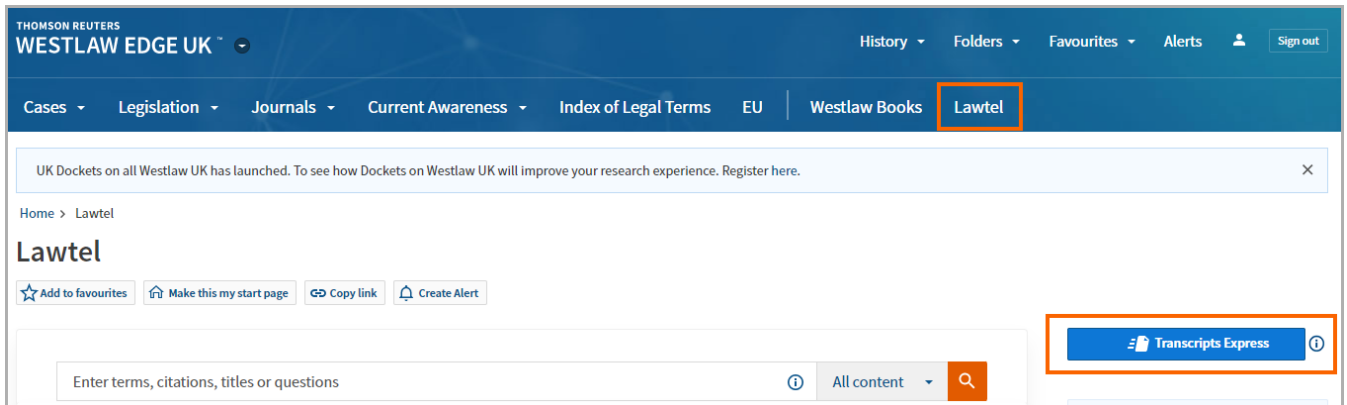 THOMSON REUTERS
WESTLAW EDGE UK™
History Folders Favourites Alerts Sign out
Cases Legislation Journals Current Awareness Index of Legal Terms EU Westlaw Books Lawtel
UK Dockets on all Westlaw UK has launched. To see how Dockets on Westlaw UK will improve your research experience. Register here.
Home > Lawtel
Lawtel
Add to favourites Make this my start page Copy link Create Alert
Transcripts Express
Enter terms, citations, titles or questions All content